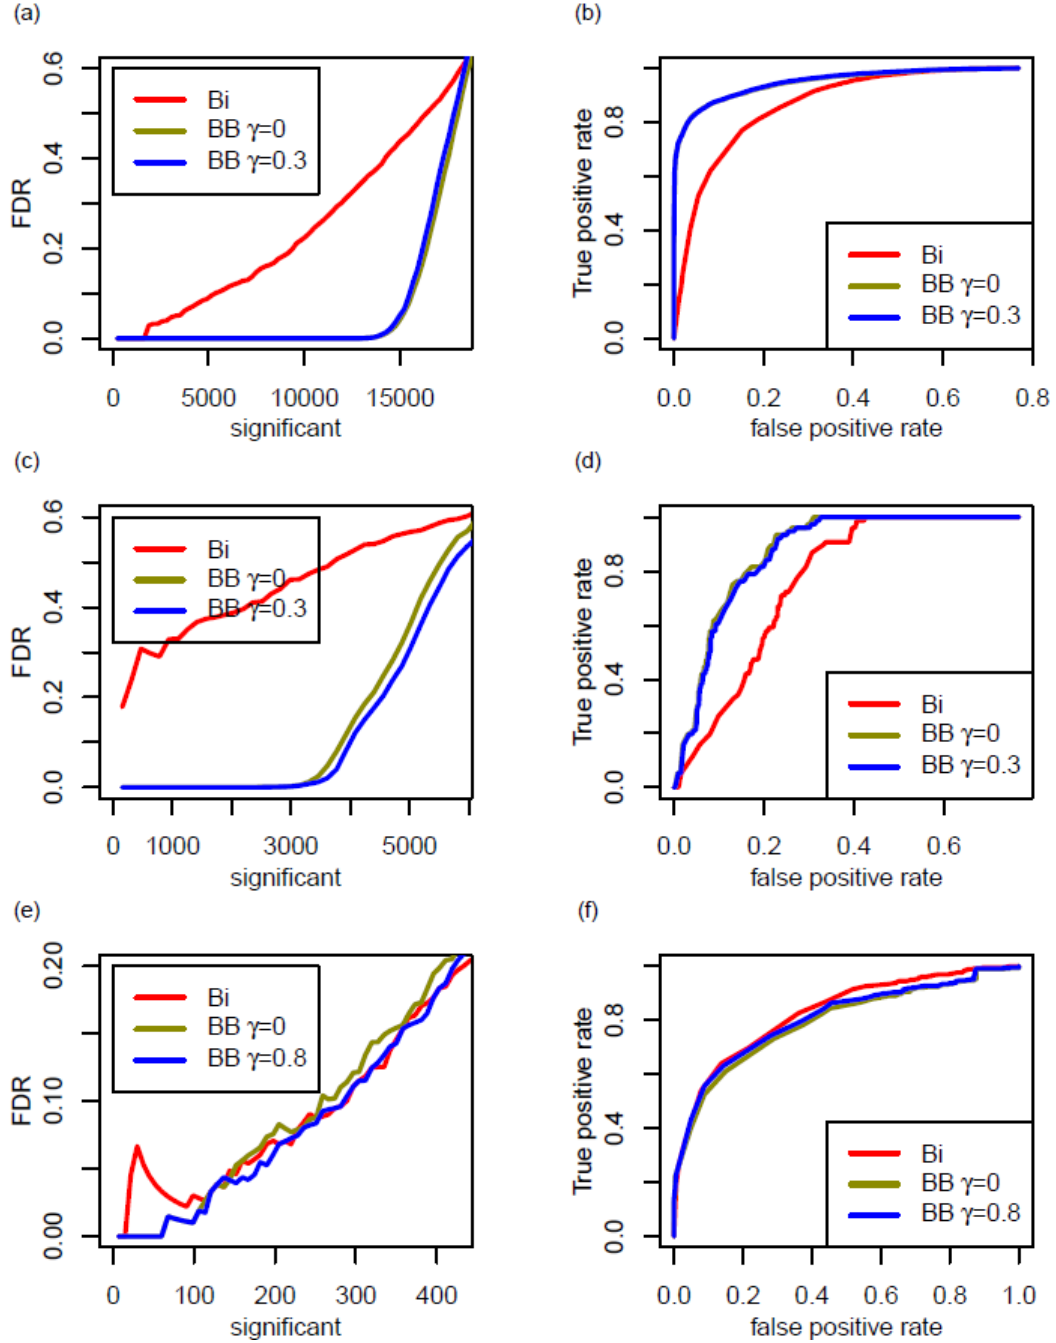 (a)
0.0 0.2 0.4 0.6
FDR
Bi
BB γ=0
BB γ=0.3
0 5000 10000 15000
significant
(b)
0.0 0.4 0.8
True positive rate
Bi
BB γ=0
BB γ=0.3
0.0 0.2 0.4 0.6 0.8
false positive rate
(c)
0.0 0.2 0.4 0.6
FDR
Bi
BB γ=0
BB γ=0.3
0 1000 3000 5000
significant
(d)
0.0 0.4 0.8
True positive rate
Bi
BB γ=0
BB γ=0.3
0.0 0.2 0.4 0.6
false positive rate
(e)
0.00 0.10 0.20
FDR
Bi
BB γ=0
BB γ=0.8
0 100 200 300 400
significant
(f)
0.0 0.4 0.8
True positive rate
Bi
BB γ=0
BB γ=0.8
0.0 0.2 0.4 0.6 0.8 1.0
false positive rate